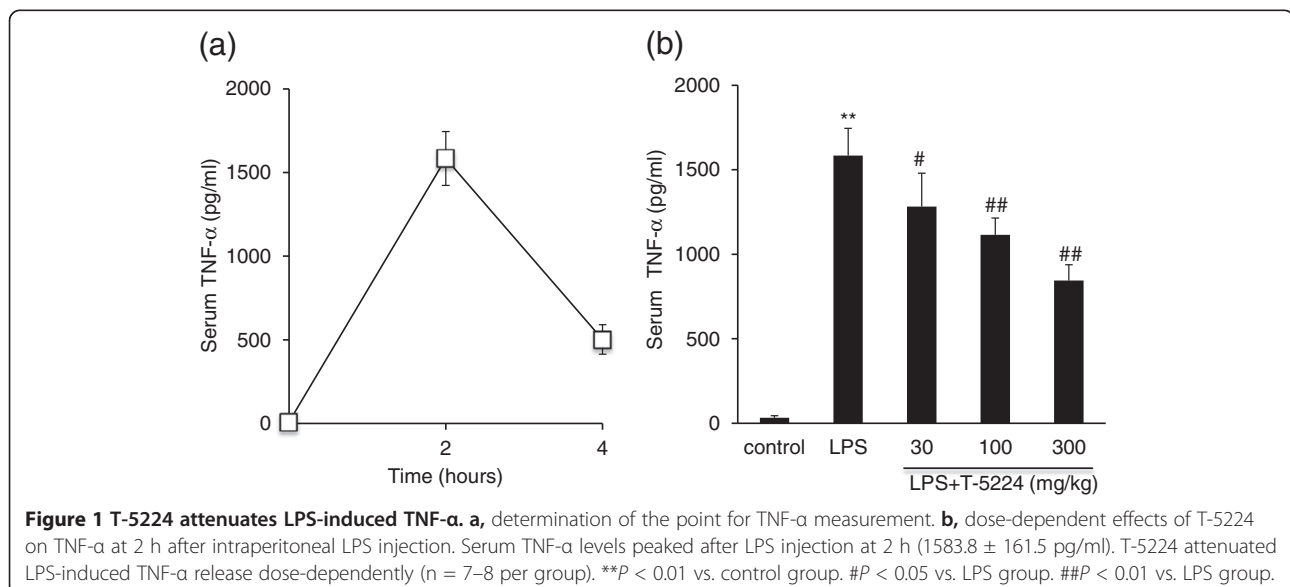 (a)
2000
1500
1000
500
0
Serum TNF-α (pg/ml)
2
4
Time (hours)
(b)
2000
1500
1000
500
0
Serum TNF-α (pg/ml)
**
#
##
##
control LPS 30 100 300
LPS+T-5224 (mg/kg)
Figure 1 T-5224 attenuates LPS-induced TNF-α. a, determination of the point for TNF-α measurement. b, dose-dependent effects of T-5224
on TNF-α at 2 h after intraperitoneal LPS injection. Serum TNF-α levels peaked after LPS injection at 2 h (1583.8 ± 161.5 pg/ml). T-5224 attenuated
LPS-induced TNF-α release dose-dependently (n = 7–8 per group). **P < 0.01 vs. control group. #P < 0.05 vs. LPS group. ##P < 0.01 vs. LPS group.